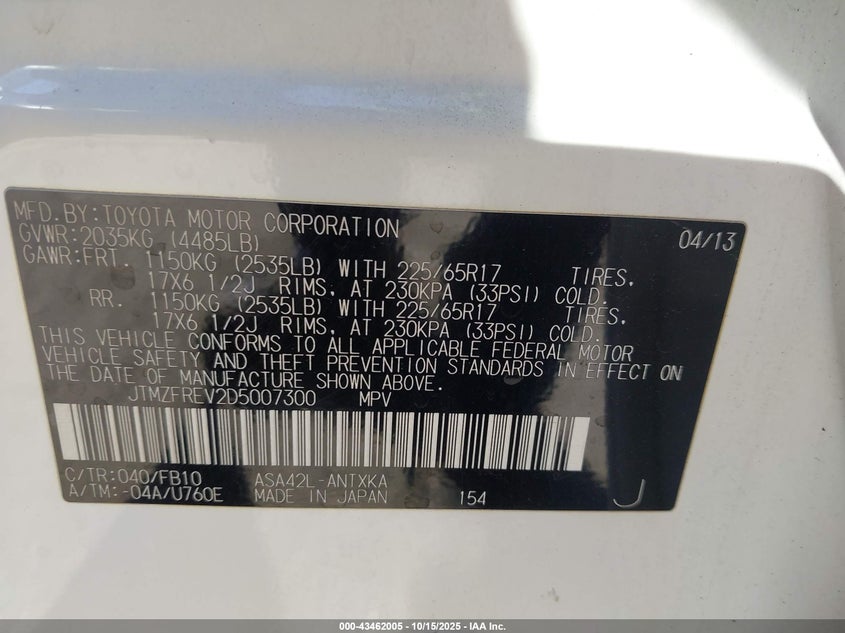 MFD.BY:TOYOTA MOTOR CORPORATION 04/13
GVWR:2035KG (4485LB)
GAWR:FRT. 1150KG (2535LB) WITH 225/65R17 TIRES,
17X6 1/2J RIMS, AT 230KPA (33PSI) COLD.
RR. 1150KG (2535LB) WITH 225/65R17 TIRES,
17X6 1/2J RIMS, AT 230KPA (33PSI) COLD.
THIS VEHICLE CONFORMS TO ALL APPLICABLE FEDERAL MOTOR
VEHICLE SAFETY AND THEFT PREVENTION STANDARDS IN EFFECT ON
THE DATE OF MANUFACTURE SHOWN ABOVE.
JTMZFREV2D5007300 MPV
C/TR:040/FB10 ASA42L-ANTXKA
A/TM:-04A/U760E MADE IN JAPAN 154 J
000-43462005 - 10/15/2025 - IAA Inc.